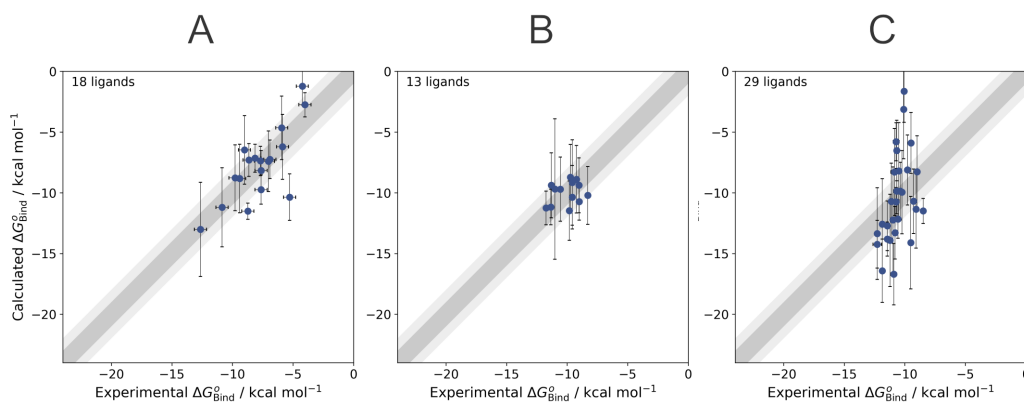 A B C
18 ligands
13 ligands
29 ligands
0
−5
−10
−15
−20
Calculated ΔG°Bind / kcal mol⁻¹
0
−5
−10
−15
−20
0
−5
−10
−15
−20
−20 −15 −10 −5 0
−20 −15 −10 −5 0
−20 −15 −10 −5 0
Experimental ΔG°Bind / kcal mol⁻¹
Experimental ΔG°Bind / kcal mol⁻¹
Experimental ΔG°Bind / kcal mol⁻¹